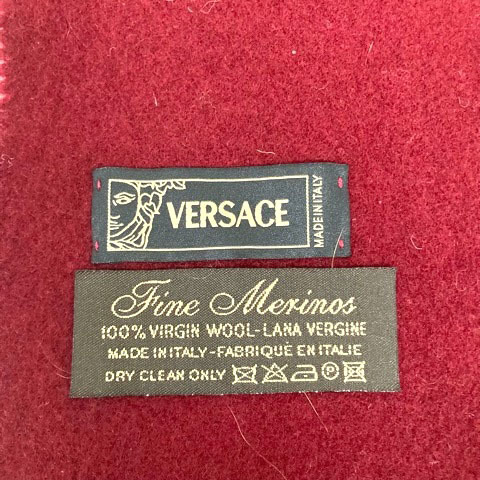 VERSACE
MADE IN ITALY
Fine Merinos
100% VIRGIN WOOL-LANA VERGINE
MADE IN ITALY-FABRIQUÈ EN ITALIE
DRY CLEAN ONLY P